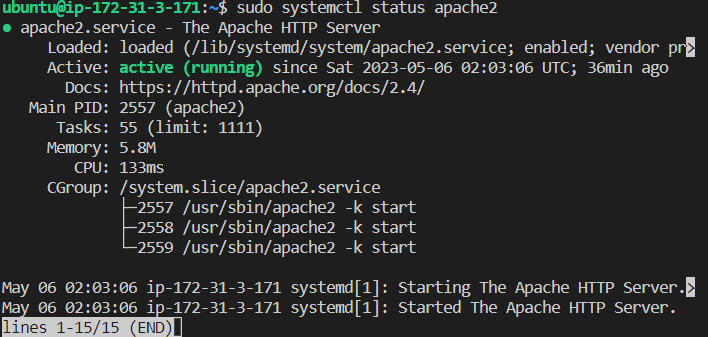 ubuntu@ip-172-31-3-171:~$ sudo systemctl status apache2
● apache2.service - The Apache HTTP Server
     Loaded: loaded (/lib/systemd/system/apache2.service; enabled; vendor pr>
     Active: active (running) since Sat 2023-05-06 02:03:06 UTC; 36min ago
       Docs: https://httpd.apache.org/docs/2.4/
   Main PID: 2557 (apache2)
      Tasks: 55 (limit: 1111)
     Memory: 5.8M
        CPU: 133ms
     CGroup: /system.slice/apache2.service
             ├─2557 /usr/sbin/apache2 -k start
             ├─2558 /usr/sbin/apache2 -k start
             └─2559 /usr/sbin/apache2 -k start

May 06 02:03:06 ip-172-31-3-171 systemd[1]: Starting The Apache HTTP Server.>
May 06 02:03:06 ip-172-31-3-171 systemd[1]: Started The Apache HTTP Server.
lines 1-15/15 (END)